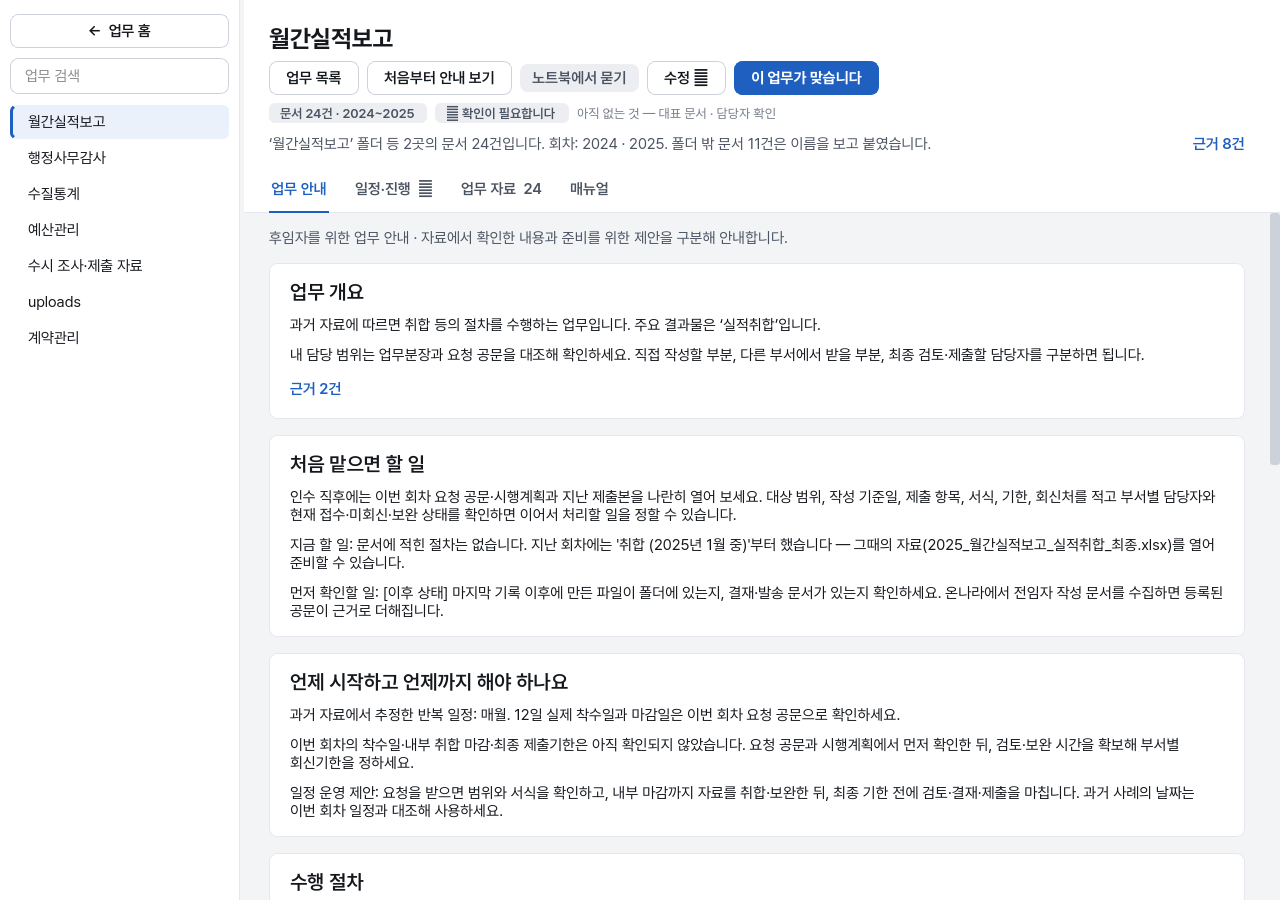 ← 업무 홈
업무 검색
월간실적보고
행정사무감사
수질통계
예산관리
수시 조사·제출 자료
uploads
계약관리
월간실적보고
업무 목록
처음부터 안내 보기
노트북에서 묻기
수정
이 업무가 맞습니다
문서 24건 · 2024~2025
확인이 필요합니다
아직 없는 것 — 대표 문서 · 담당자 확인
‘월간실적보고’ 폴더 등 2곳의 문서 24건입니다. 회차: 2024 · 2025. 폴더 밖 문서 11건은 이름을 보고 붙였습니다.
근거 8건
업무 안내
일정·진행
업무 자료 24
매뉴얼
후임자를 위한 업무 안내 · 자료에서 확인한 내용과 준비를 위한 제안을 구분해 안내합니다.
업무 개요
과거 자료에 따르면 취합 등의 절차를 수행하는 업무입니다. 주요 결과물은 ‘실적취합’입니다.
내 담당 범위는 업무분장과 요청 공문을 대조해 확인하세요. 직접 작성할 부분, 다른 부서에서 받을 부분, 최종 검토·제출할 담당자를 구분하면 됩니다.
근거 2건
처음 맡으면 할 일
인수 직후에는 이번 회차 요청 공문·시행계획과 지난 제출본을 나란히 열어 보세요. 대상 범위, 작성 기준일, 제출 항목, 서식, 기한, 회신처를 적고 부서별 담당자와
현재 접수·미회신·보완 상태를 확인하면 이어서 처리할 일을 정할 수 있습니다.
지금 할 일: 문서에 적힌 절차는 없습니다. 지난 회차에는 '취합 (2025년 1월 중)'부터 했습니다 — 그때의 자료(2025_월간실적보고_실적취합_최종.xlsx)를 열어
준비할 수 있습니다.
먼저 확인할 일: [이후 상태] 마지막 기록 이후에 만든 파일이 폴더에 있는지, 결재·발송 문서가 있는지 확인하세요. 온나라에서 전임자 작성 문서를 수집하면 등록된
공문이 근거로 더해집니다.
언제 시작하고 언제까지 해야 하나요
과거 자료에서 추정한 반복 일정: 매월. 12일 실제 착수일과 마감일은 이번 회차 요청 공문으로 확인하세요.
이번 회차의 착수일·내부 취합 마감·최종 제출기한은 아직 확인되지 않았습니다. 요청 공문과 시행계획에서 먼저 확인한 뒤, 검토·보완 시간을 확보해 부서별
회신기한을 정하세요.
일정 운영 제안: 요청을 받으면 범위와 서식을 확인하고, 내부 마감까지 자료를 취합·보완한 뒤, 최종 기한 전에 검토·결재·제출을 마칩니다. 과거 사례의 날짜는
이번 회차 일정과 대조해 사용하세요.
수행 절차